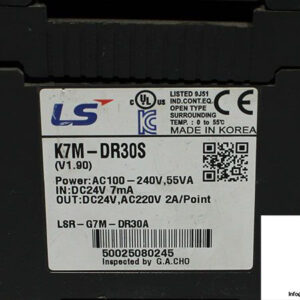 LS
LISTED 9J51
IND.CONT.EQ.
OPEN TYPE
SURROUNDING
TEMP. : 0 to 55℃
MADE IN KOREA
K7M-DR30S
(V1.90)
Power:AC100-240V,55VA
IN:DC24V 7mA
OUT:DC24V,AC220V 2A/Point
LSR-G7M-DR30A
50025080245
Inspected by G.A.CHO